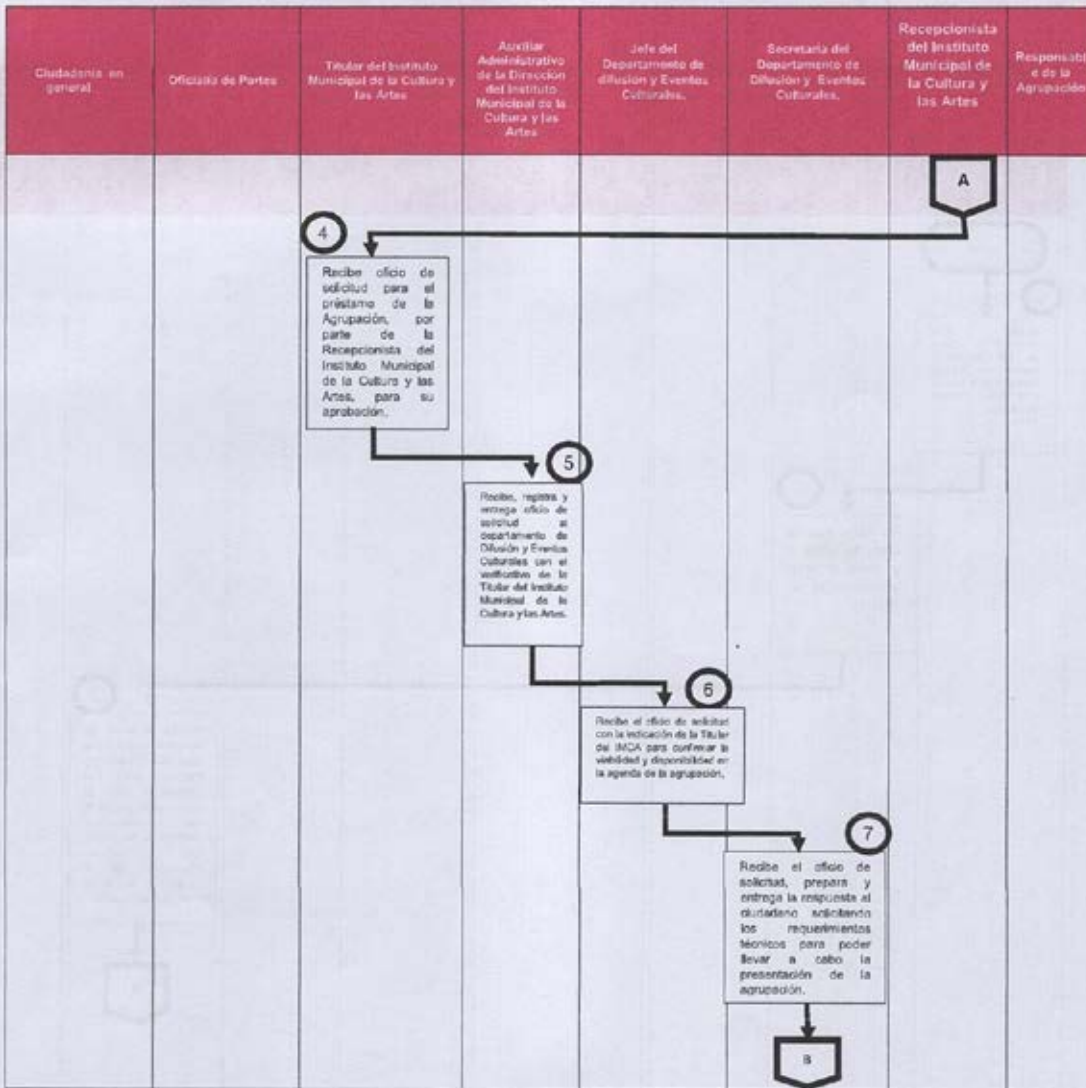 Ciudadanía en
general
Oficialía de Partes
Titular del Instituto
Municipal de la Cultura y
las Artes
Auxiliar
Administrativo
de la Dirección
del Instituto
Municipal de la
Cultura y las
Artes
Jefe del
Departamento de
difusión y Eventos
Culturales.
Secretaria del
Departamento de
Difusión y Eventos
Culturales.
Recepcionista
del Instituto
Municipal de
la Cultura y
las Artes
Responsabl
e de la
Agrupación
A
4
Recibe oficio de
solicitud para el
préstamo de la
Agrupación, por
parte de la
Recepcionista del
Instituto Municipal
de la Cultura y las
Artes, para su
aprobación.
5
Recibe, registra y
entrega oficio de
solicitud al
departamento de
Difusión y Eventos
Culturales con el
verificativo de la
Titular del Instituto
Municipal de la
Cultura y las Artes.
6
Recibe el oficio de solicitud
con la indicación de la Titular
del IMCA para confirmar la
viabilidad y disponibilidad en
la agenda de la agrupación.
7
Recibe el oficio de
solicitud, prepara y
entrega la respuesta al
ciudadano solicitando
los requerimientos
técnicos para poder
llevar a cabo la
presentación de la
agrupación.
B